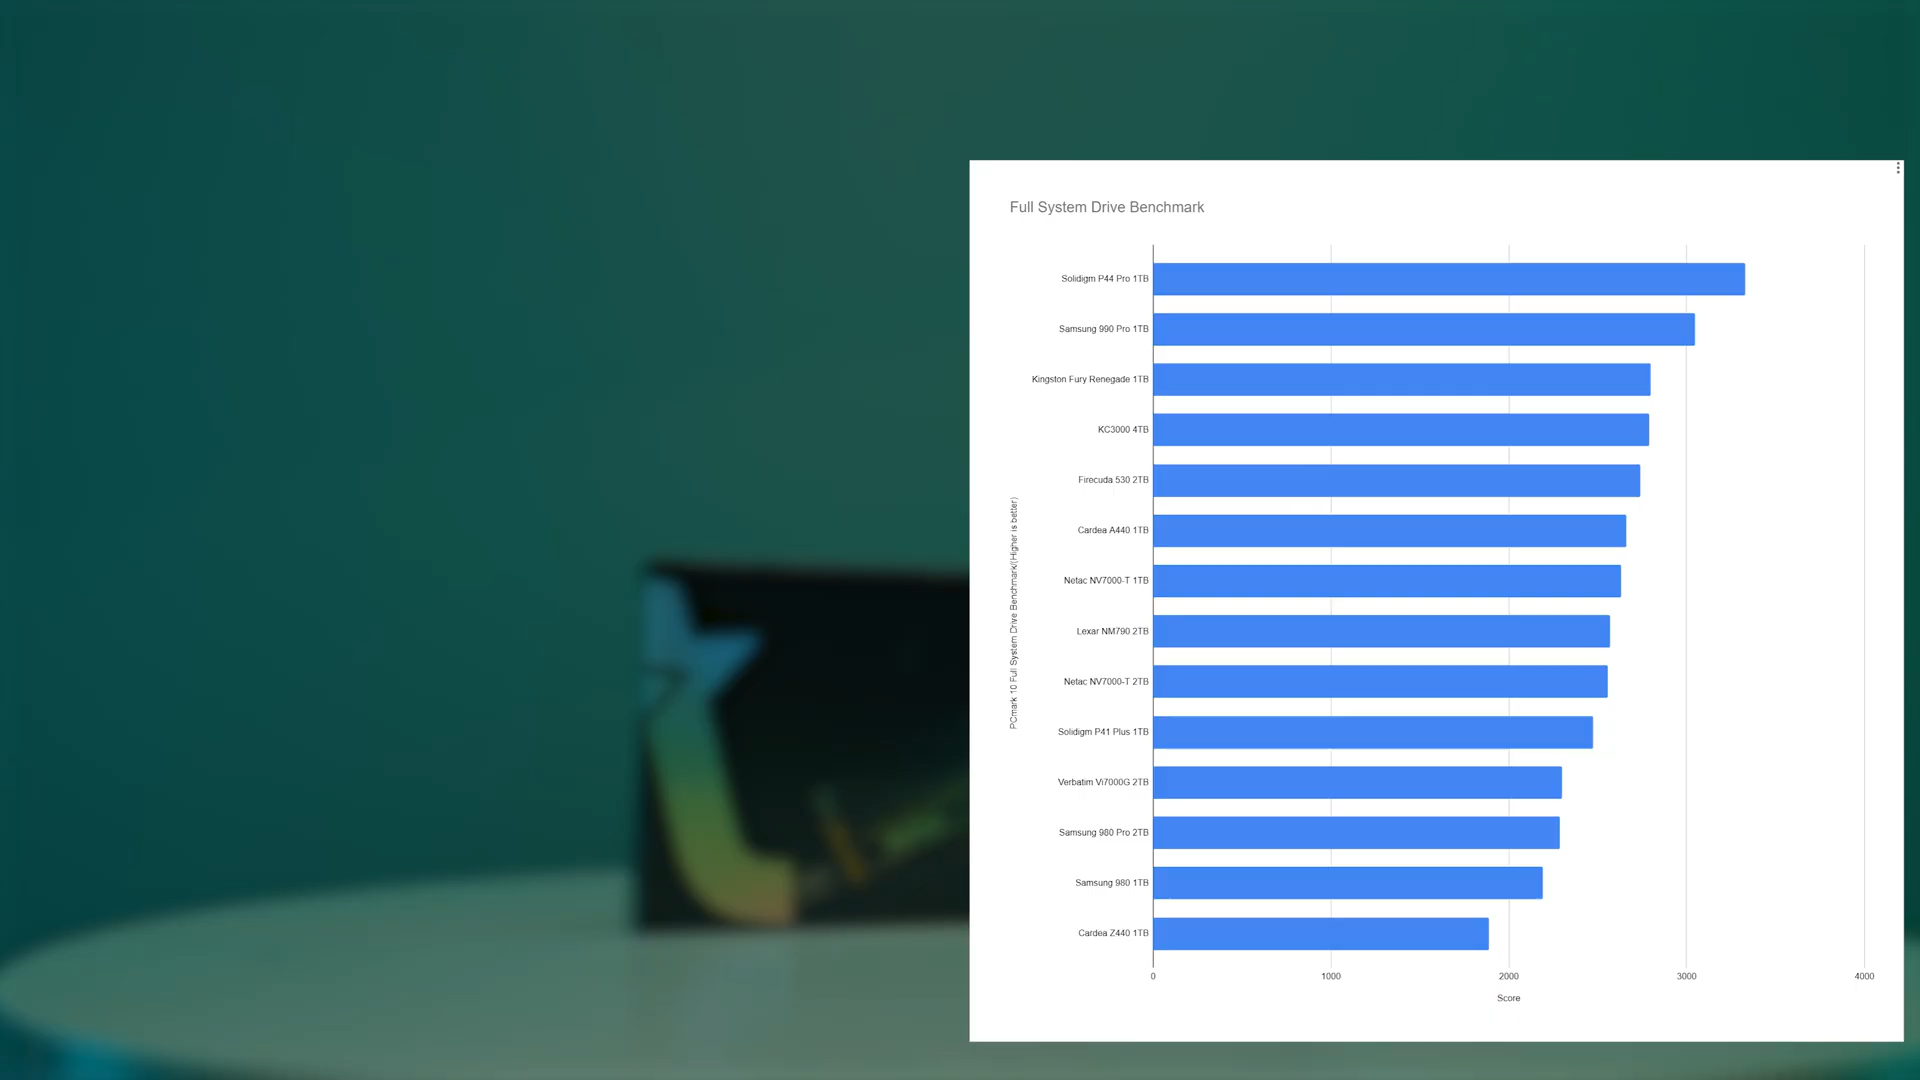 Full System Drive Benchmark
PCmark 10 Full System Drive Benchmark/(Higher is better)
Solidigm P44 Pro 1TB
Samsung 990 Pro 1TB
Kingston Fury Renegade 1TB
KC3000 4TB
Firecuda 530 2TB
Cardea A440 1TB
Netac NV7000-T 1TB
Lexar NM790 2TB
Netac NV7000-T 2TB
Solidigm P41 Plus 1TB
Verbatim Vi7000G 2TB
Samsung 980 Pro 2TB
Samsung 980 1TB
Cardea Z440 1TB
0 1000 2000 3000 4000
Score